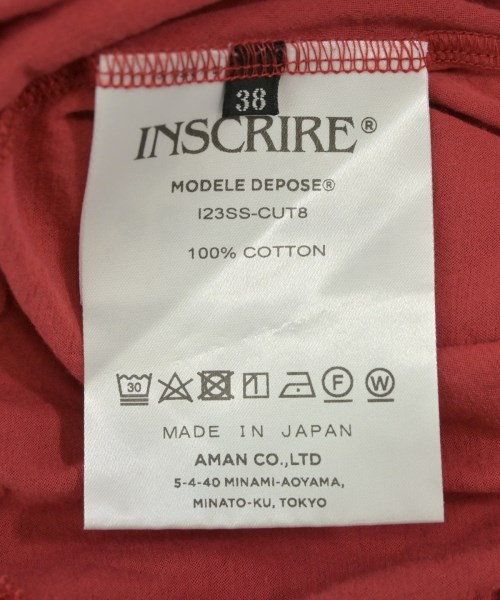 38
INSCRIRE®
MODELE DEPOSE®
I23SS-CUT8
100% COTTON
30
F
W
MADE IN JAPAN
AMAN CO.,LTD
5-4-40 MINAMI-AOYAMA,
MINATO-KU, TOKYO